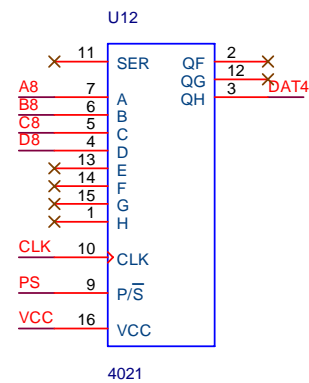 U12
11 SER QF 2
QG 12
A8 7 A QH 3 DAT4
B8 6 B
C8 5 C
D8 4 D
13 E
14 F
15 G
1 H
CLK 10 CLK
PS 9 P/S̅
VCC 16 VCC
4021